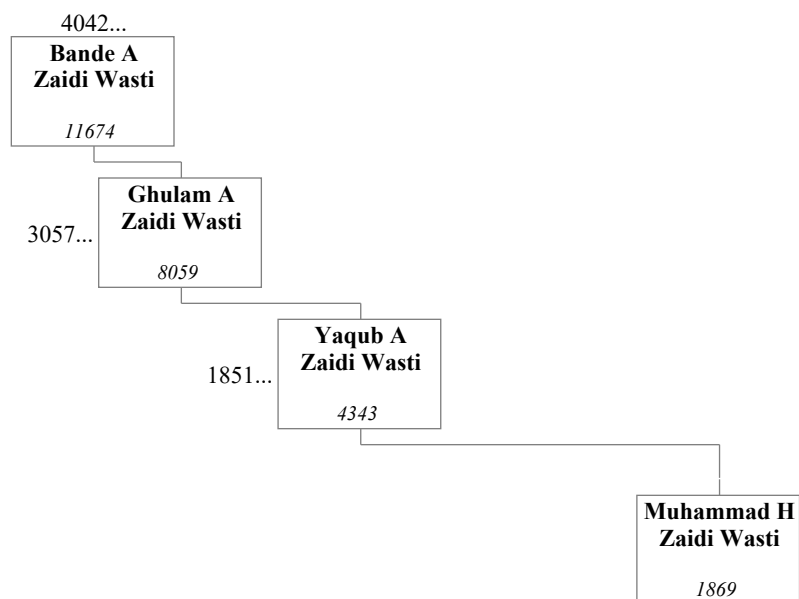 4042...
Bande A
Zaidi Wasti
11674
Ghulam A
Zaidi Wasti
3057...
8059
Yaqub A
Zaidi Wasti
1851...
4343
Muhammad H
Zaidi Wasti
1869